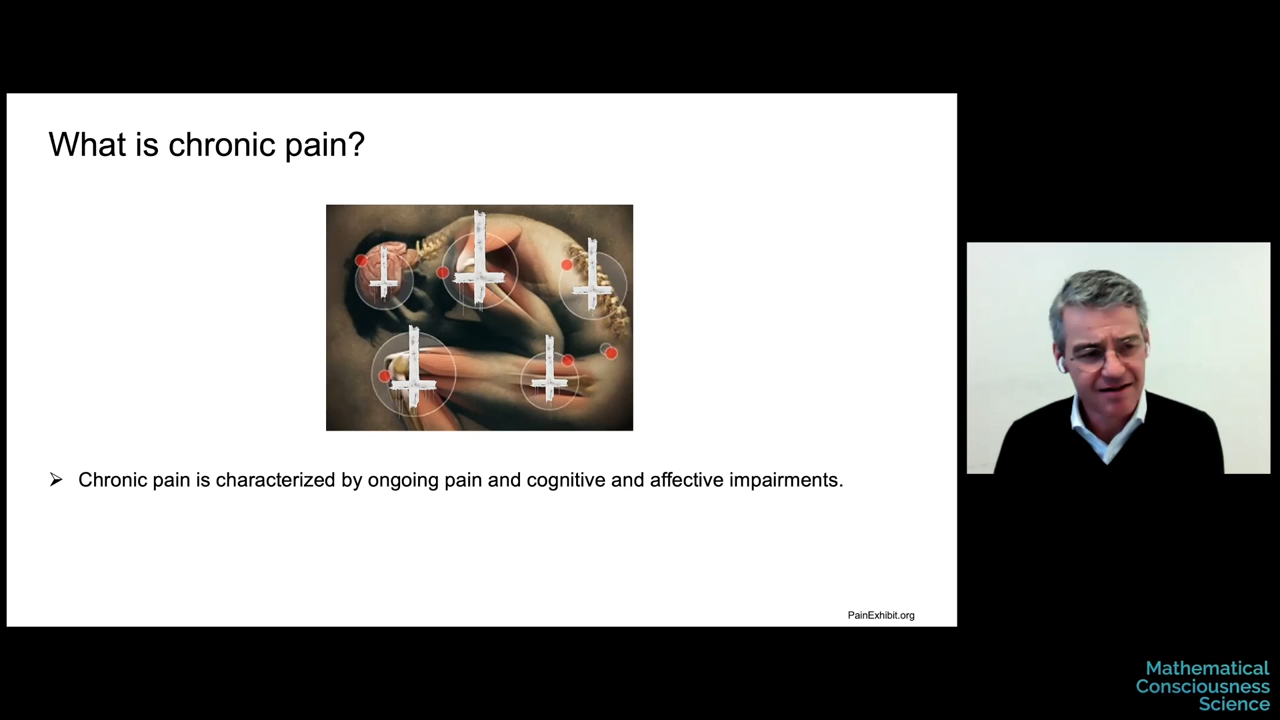 What is chronic pain?
➢ Chronic pain is characterized by ongoing pain and cognitive and affective impairments.
PainExhibit.org
Mathematical
Consciousness
Science